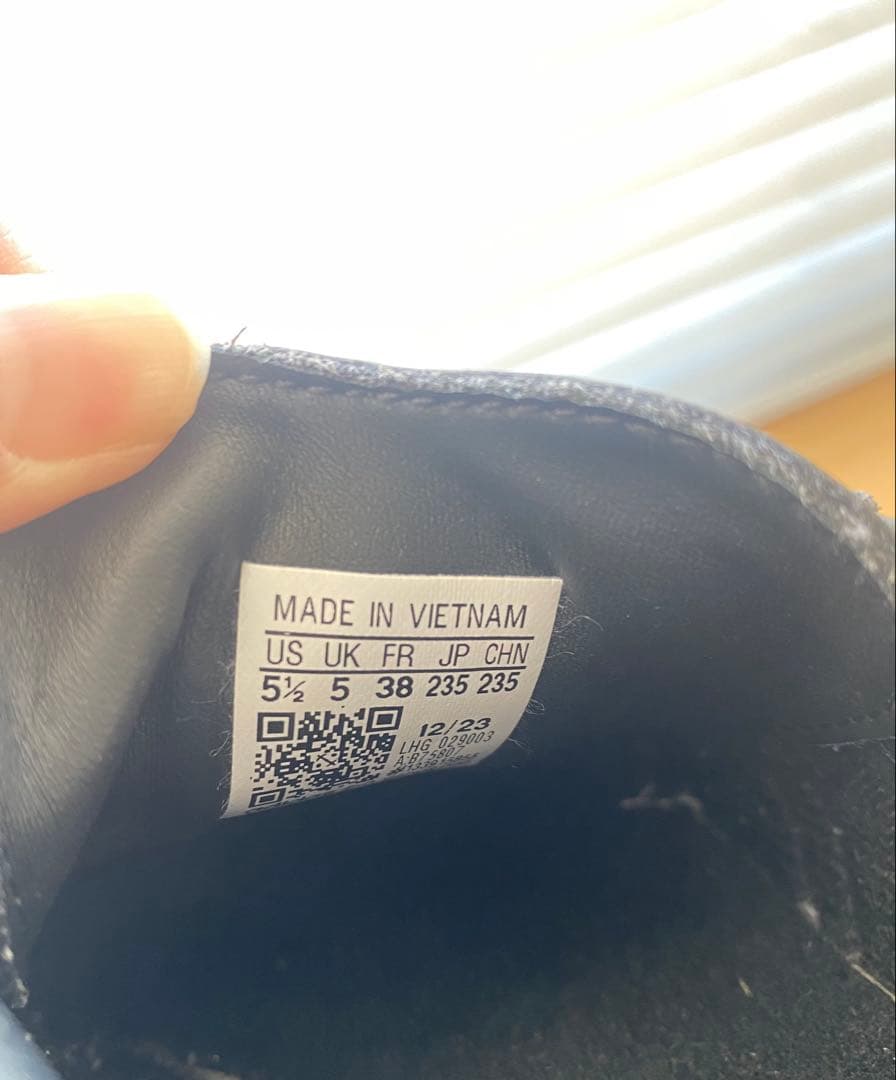 MADE IN VIETNAM
US UK FR JP CHN
5½ 5 38 235 235
12/23
LHG 029003